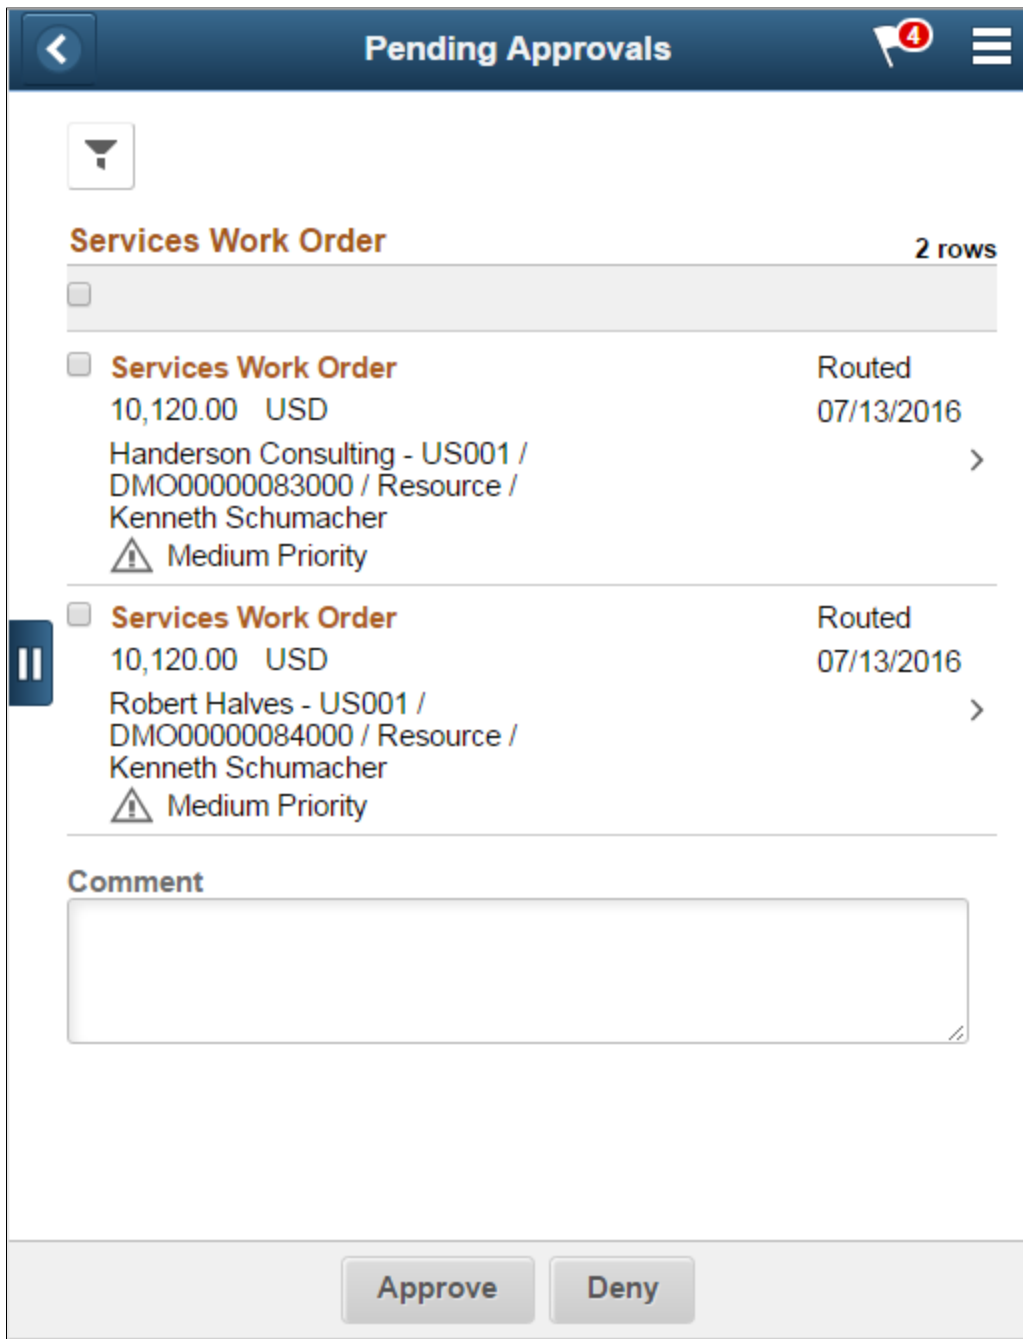 Pending Approvals
4
Services Work Order
2 rows
Services Work Order
Routed
10,120.00 USD
07/13/2016
Handerson Consulting - US001 /
DMO00000083000 / Resource /
Kenneth Schumacher
Medium Priority
Services Work Order
Routed
10,120.00 USD
07/13/2016
Robert Halves - US001 /
DMO00000084000 / Resource /
Kenneth Schumacher
Medium Priority
Comment
Approve
Deny